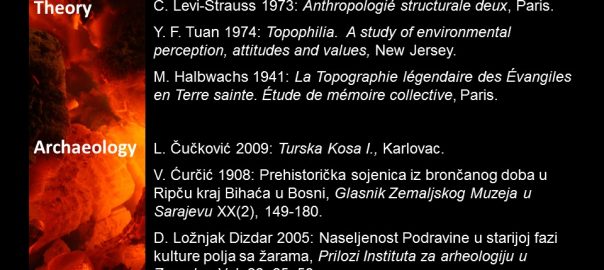 Theory
C. Levi-Strauss 1973: Anthropologié structurale deux, Paris.
Y. F. Tuan 1974: Topophilia. A study of environmental
perception, attitudes and values, New Jersey.
M. Halbwachs 1941: La Topographie légendaire des Évangiles
en Terre sainte. Étude de mémoire collective, Paris.
Archaeology
L. Čučković 2009: Turska Kosa I., Karlovac.
V. Ćurčić 1908: Prehistorička sojenica iz brončanog doba u
Ripču kraj Bihaća u Bosni, Glasnik Zemaljskog Muzeja u
Sarajevu XX(2), 149-180.
D. Ložnjak Dizdar 2005: Naseljenost Podravine u starijoj fazi
kulture polja sa žarama, Prilozi Instituta za arheologiju u